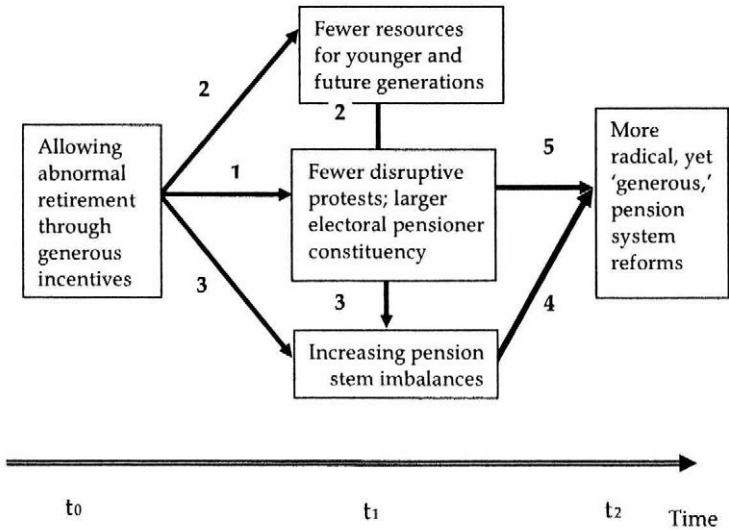 Fewer resources
for younger and
future generations
2
2
Allowing
abnormal
retirement
through
generous
incentives
1
Fewer disruptive
protests; larger
electoral pensioner
constituency
5
More
radical, yet
'generous,'
pension
system
reforms
3
3
4
Increasing pension
stem imbalances
t0
t1
t2
Time